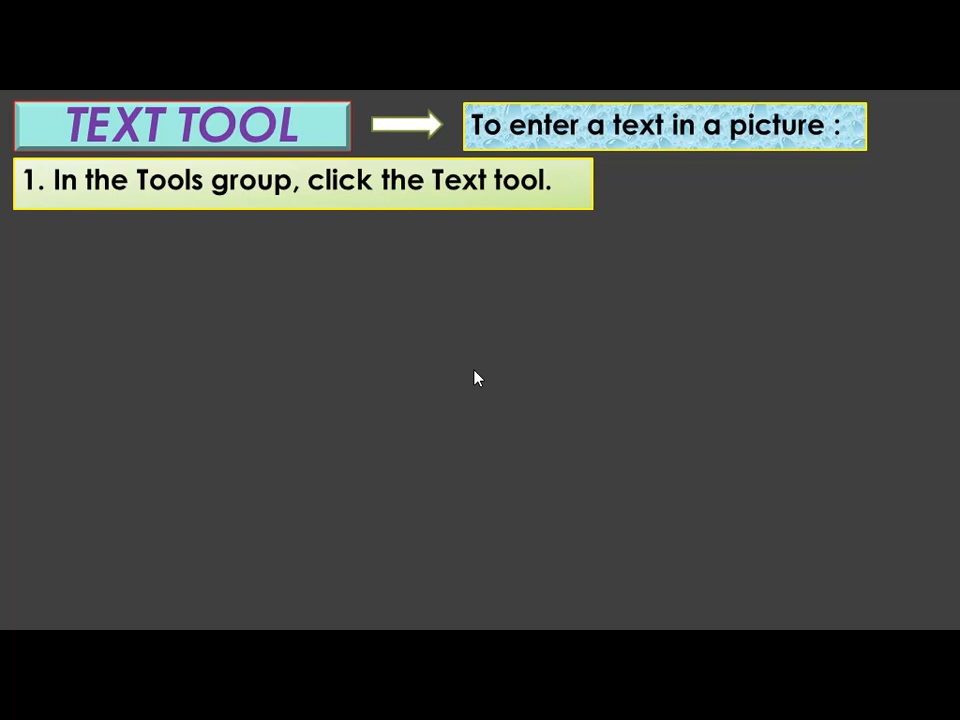 TEXT TOOL
To enter a text in a picture :
1. In the Tools group, click the Text tool.